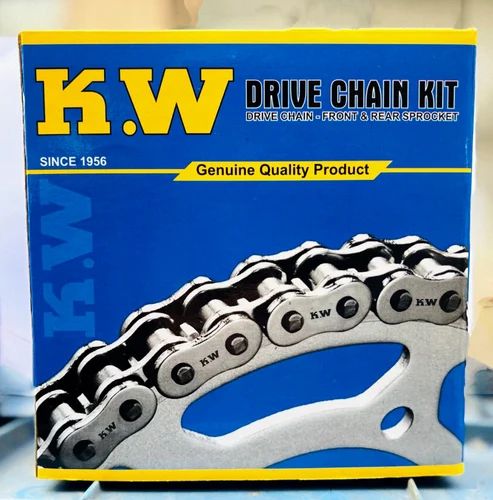 K.W
DRIVE CHAIN KIT
DRIVE CHAIN - FRONT & REAR SPROCKET
SINCE 1956
Genuine Quality Product
K.W
KW
KW
KW
KW